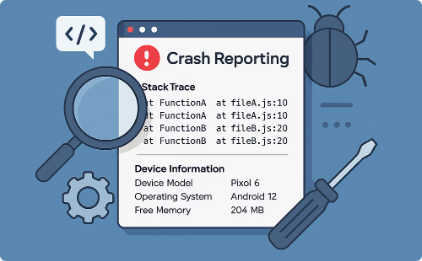 </>
Crash Reporting
Stack Trace
at FunctionA at fileA.js:10
at FunctionA at fileA.js:10
at FunctionB at fileB.js:20
at FunctionB at fileB.js:20
Device Information
Device Model Pixol 6
Operating System Android 12
Free Memory 204 MB